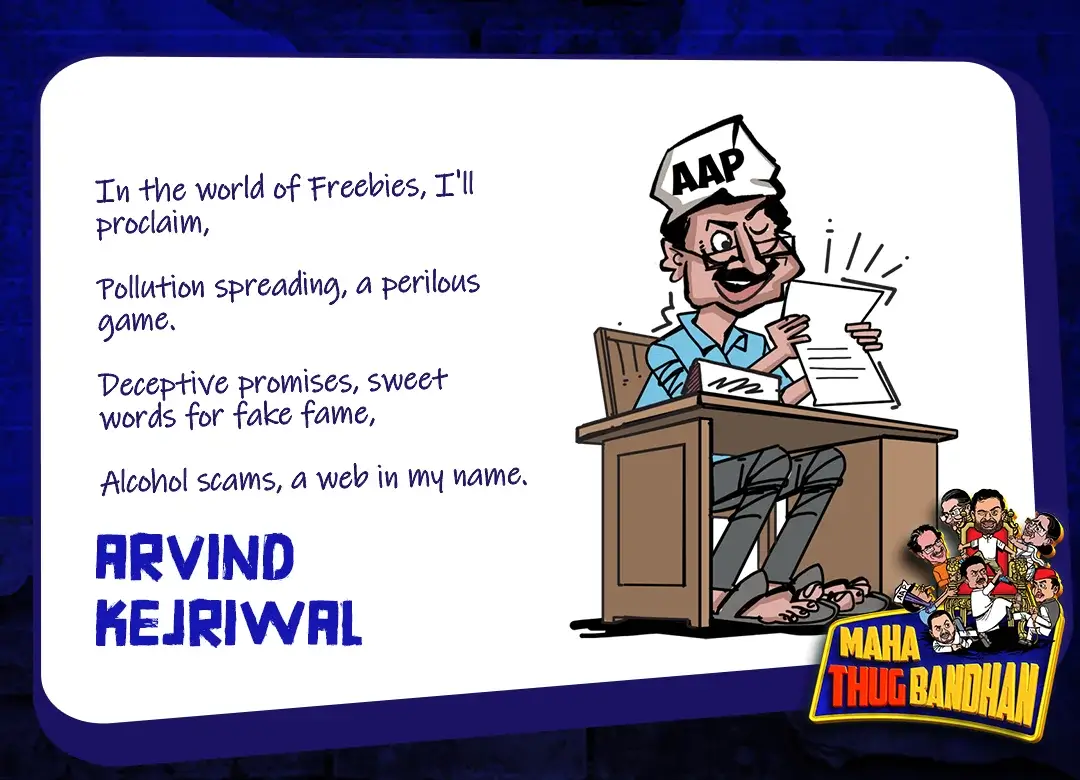 In the world of Freebies, I'll
proclaim,
Pollution spreading, a perilous
game.
Deceptive promises, sweet
words for fake fame,
Alcohol scams, a web in my name.
ARVIND
KEJRIWAL
AAP
AAP
MAHA
THUG BANDHAN